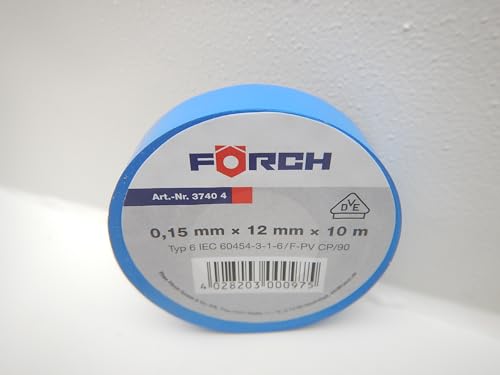 FÖRCH
Art.-Nr. 3740 4
DVE
0,15 mm × 12 mm × 10 m
Typ 6 IEC 60454-3-1-6/F-PV CP/90
4 028203 000975